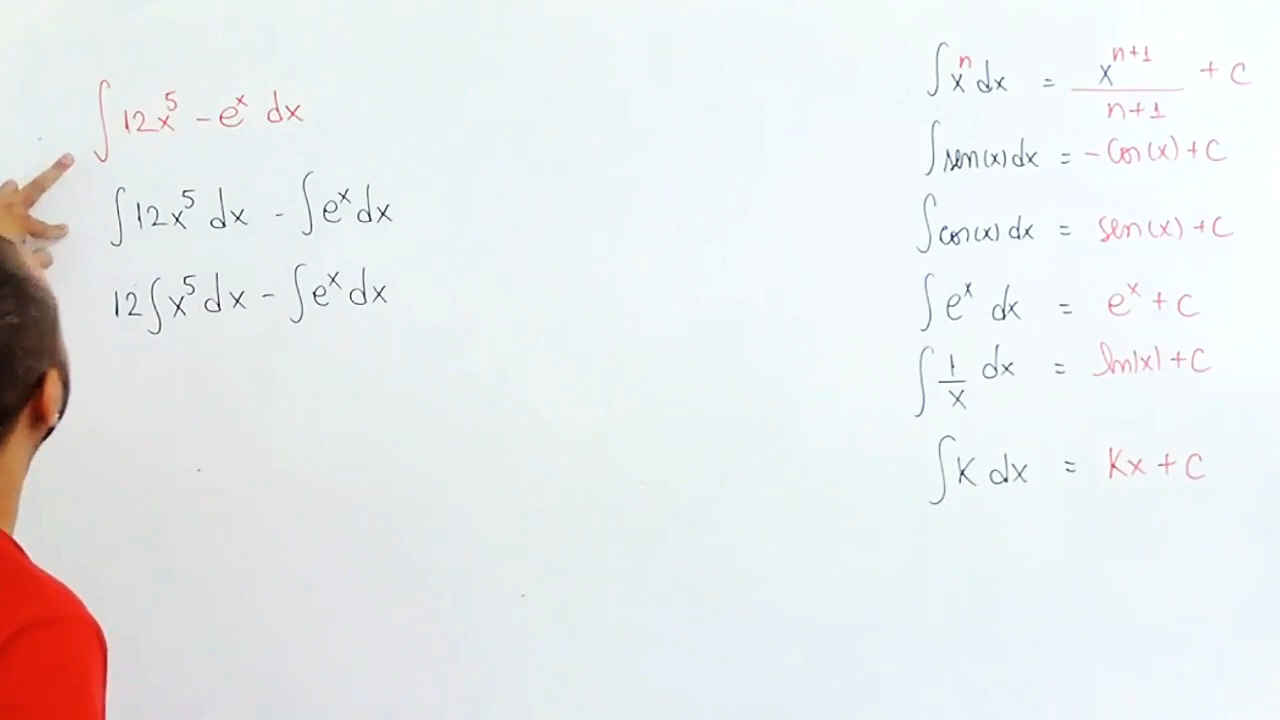 ∫ 12x⁵ − eˣ dx
∫ 12x⁵ dx − ∫ eˣ dx
12 ∫ x⁵ dx − ∫ eˣ dx
∫ xⁿ dx = xⁿ⁺¹ / n+1 + C
∫ sen(x) dx = − cos(x) + C
∫ cos(x) dx = sen(x) + C
∫ eˣ dx = eˣ + C
∫ 1/x dx = ln|x| + C
∫ K dx = Kx + C